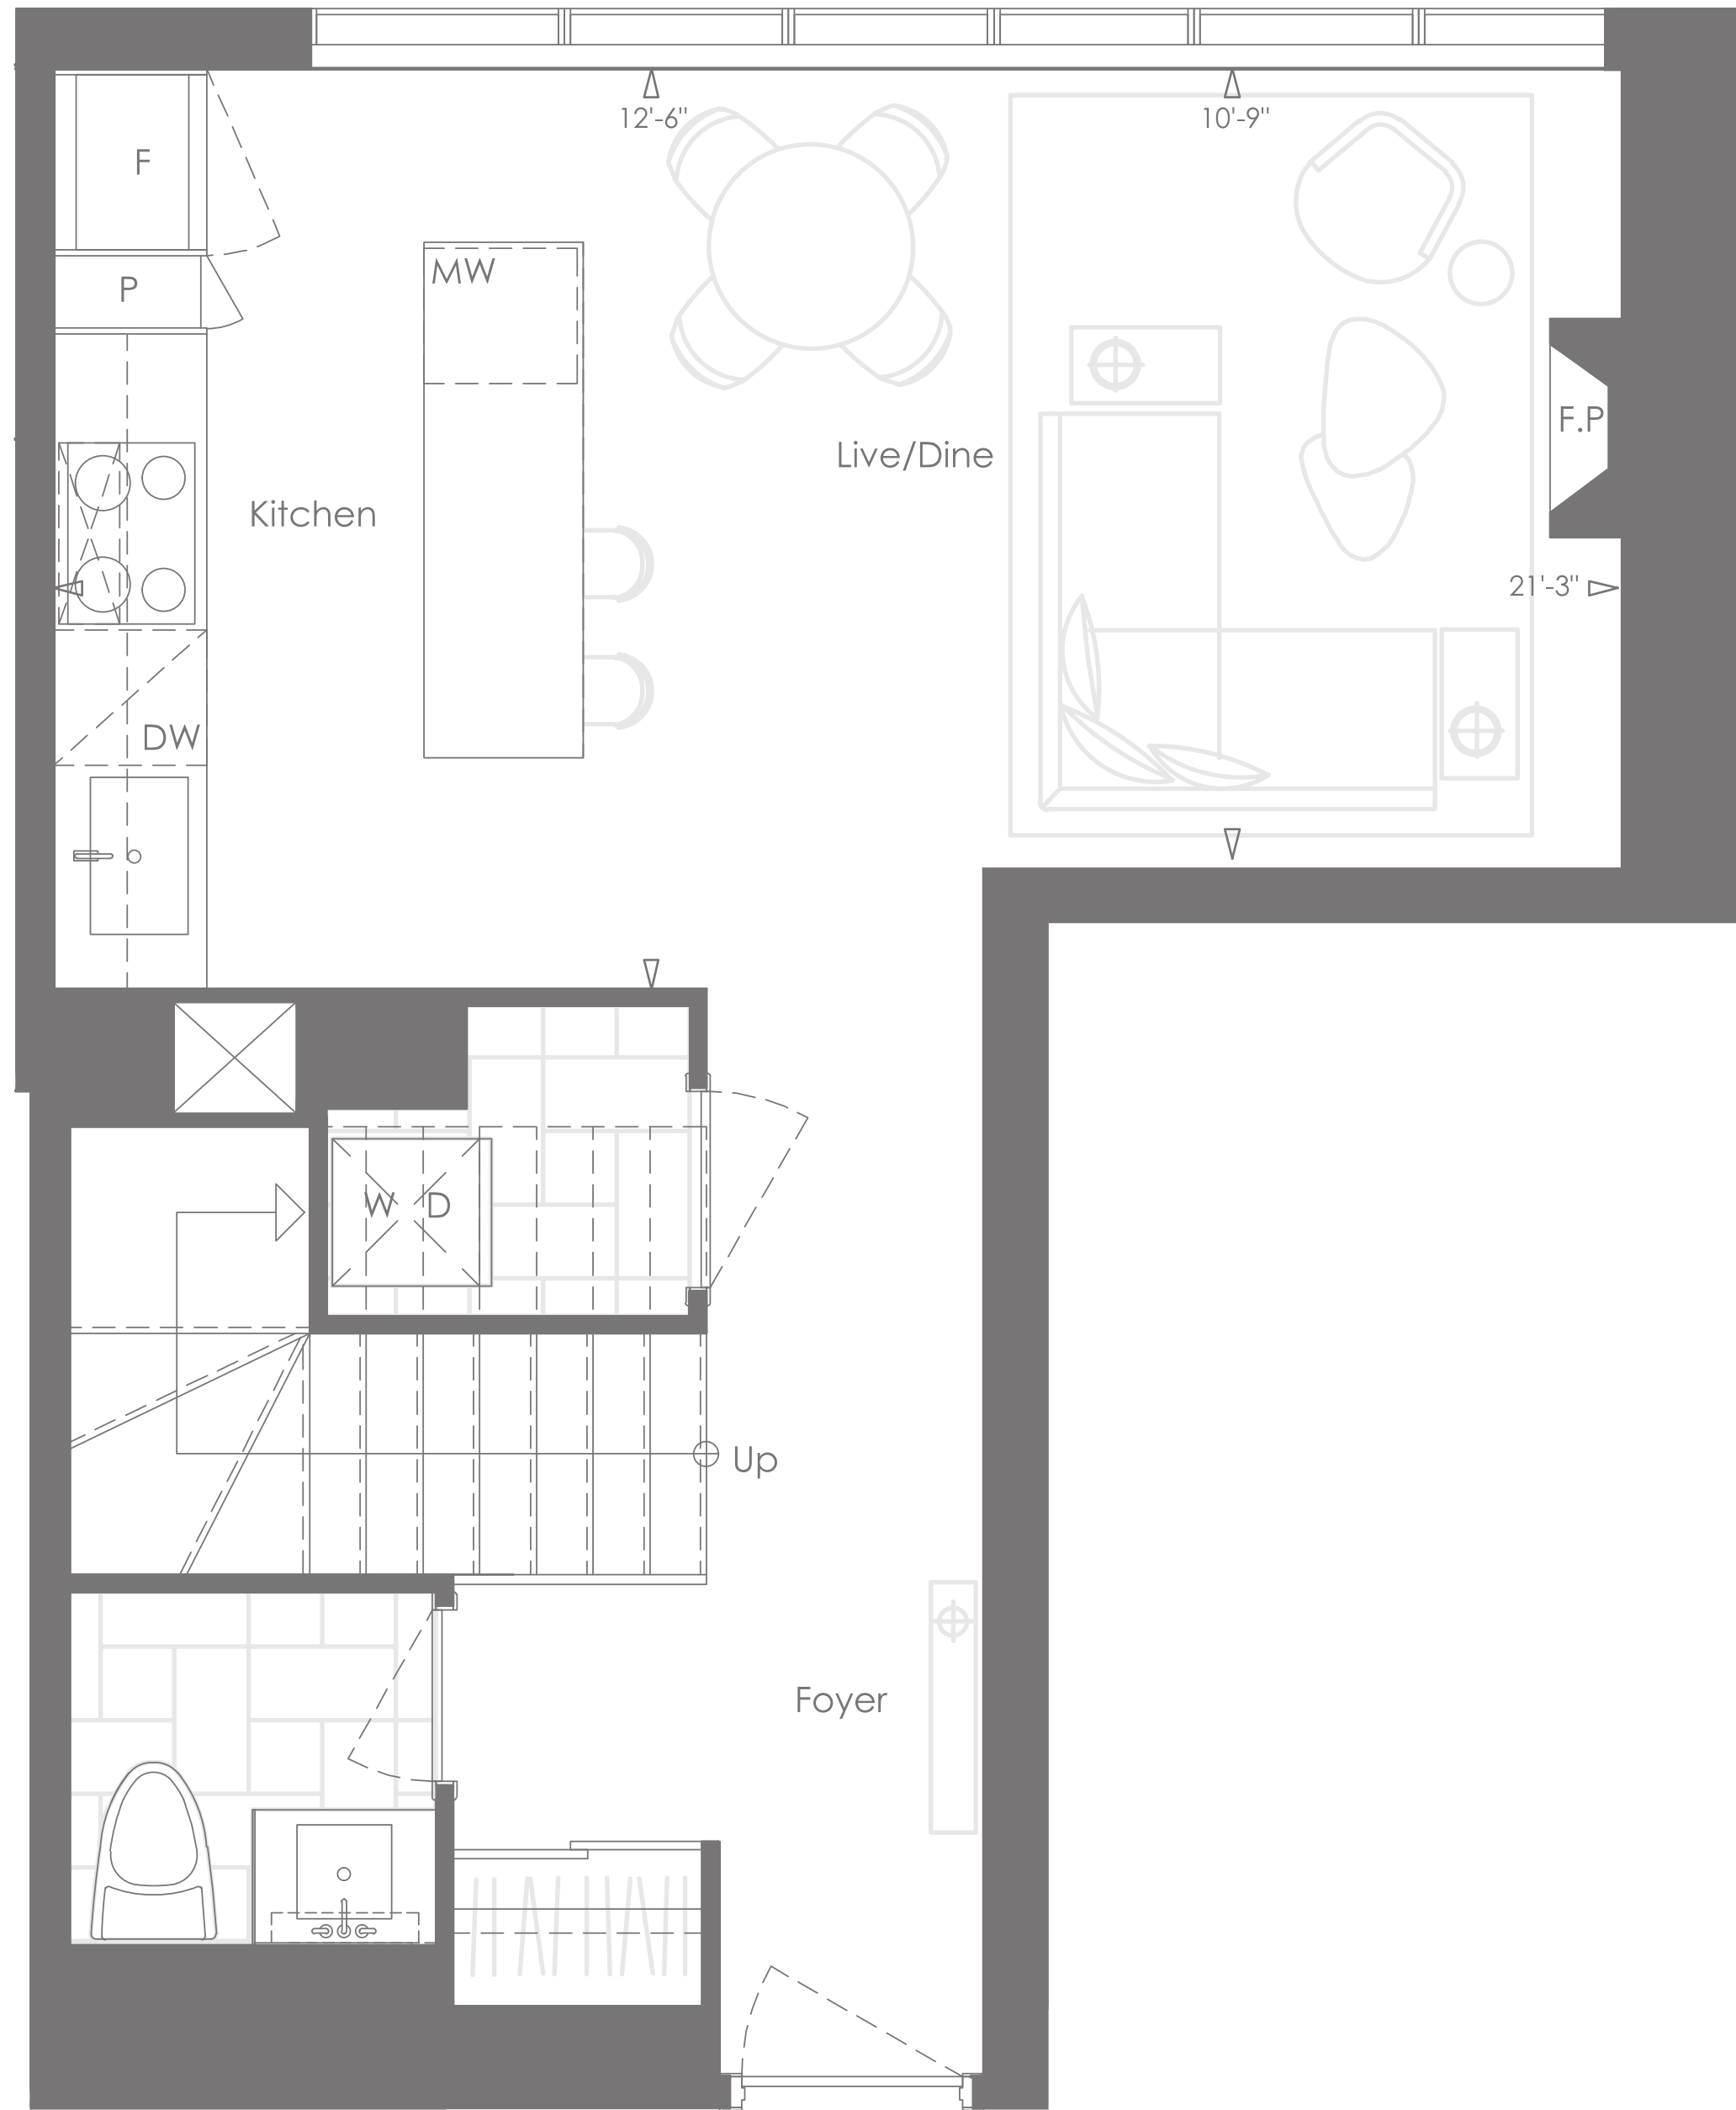 12'-6"
10'-9"
F
P
MW
F.P
Live/Dine
Kitchen
21'-3"
DW
W D
Up
Foyer